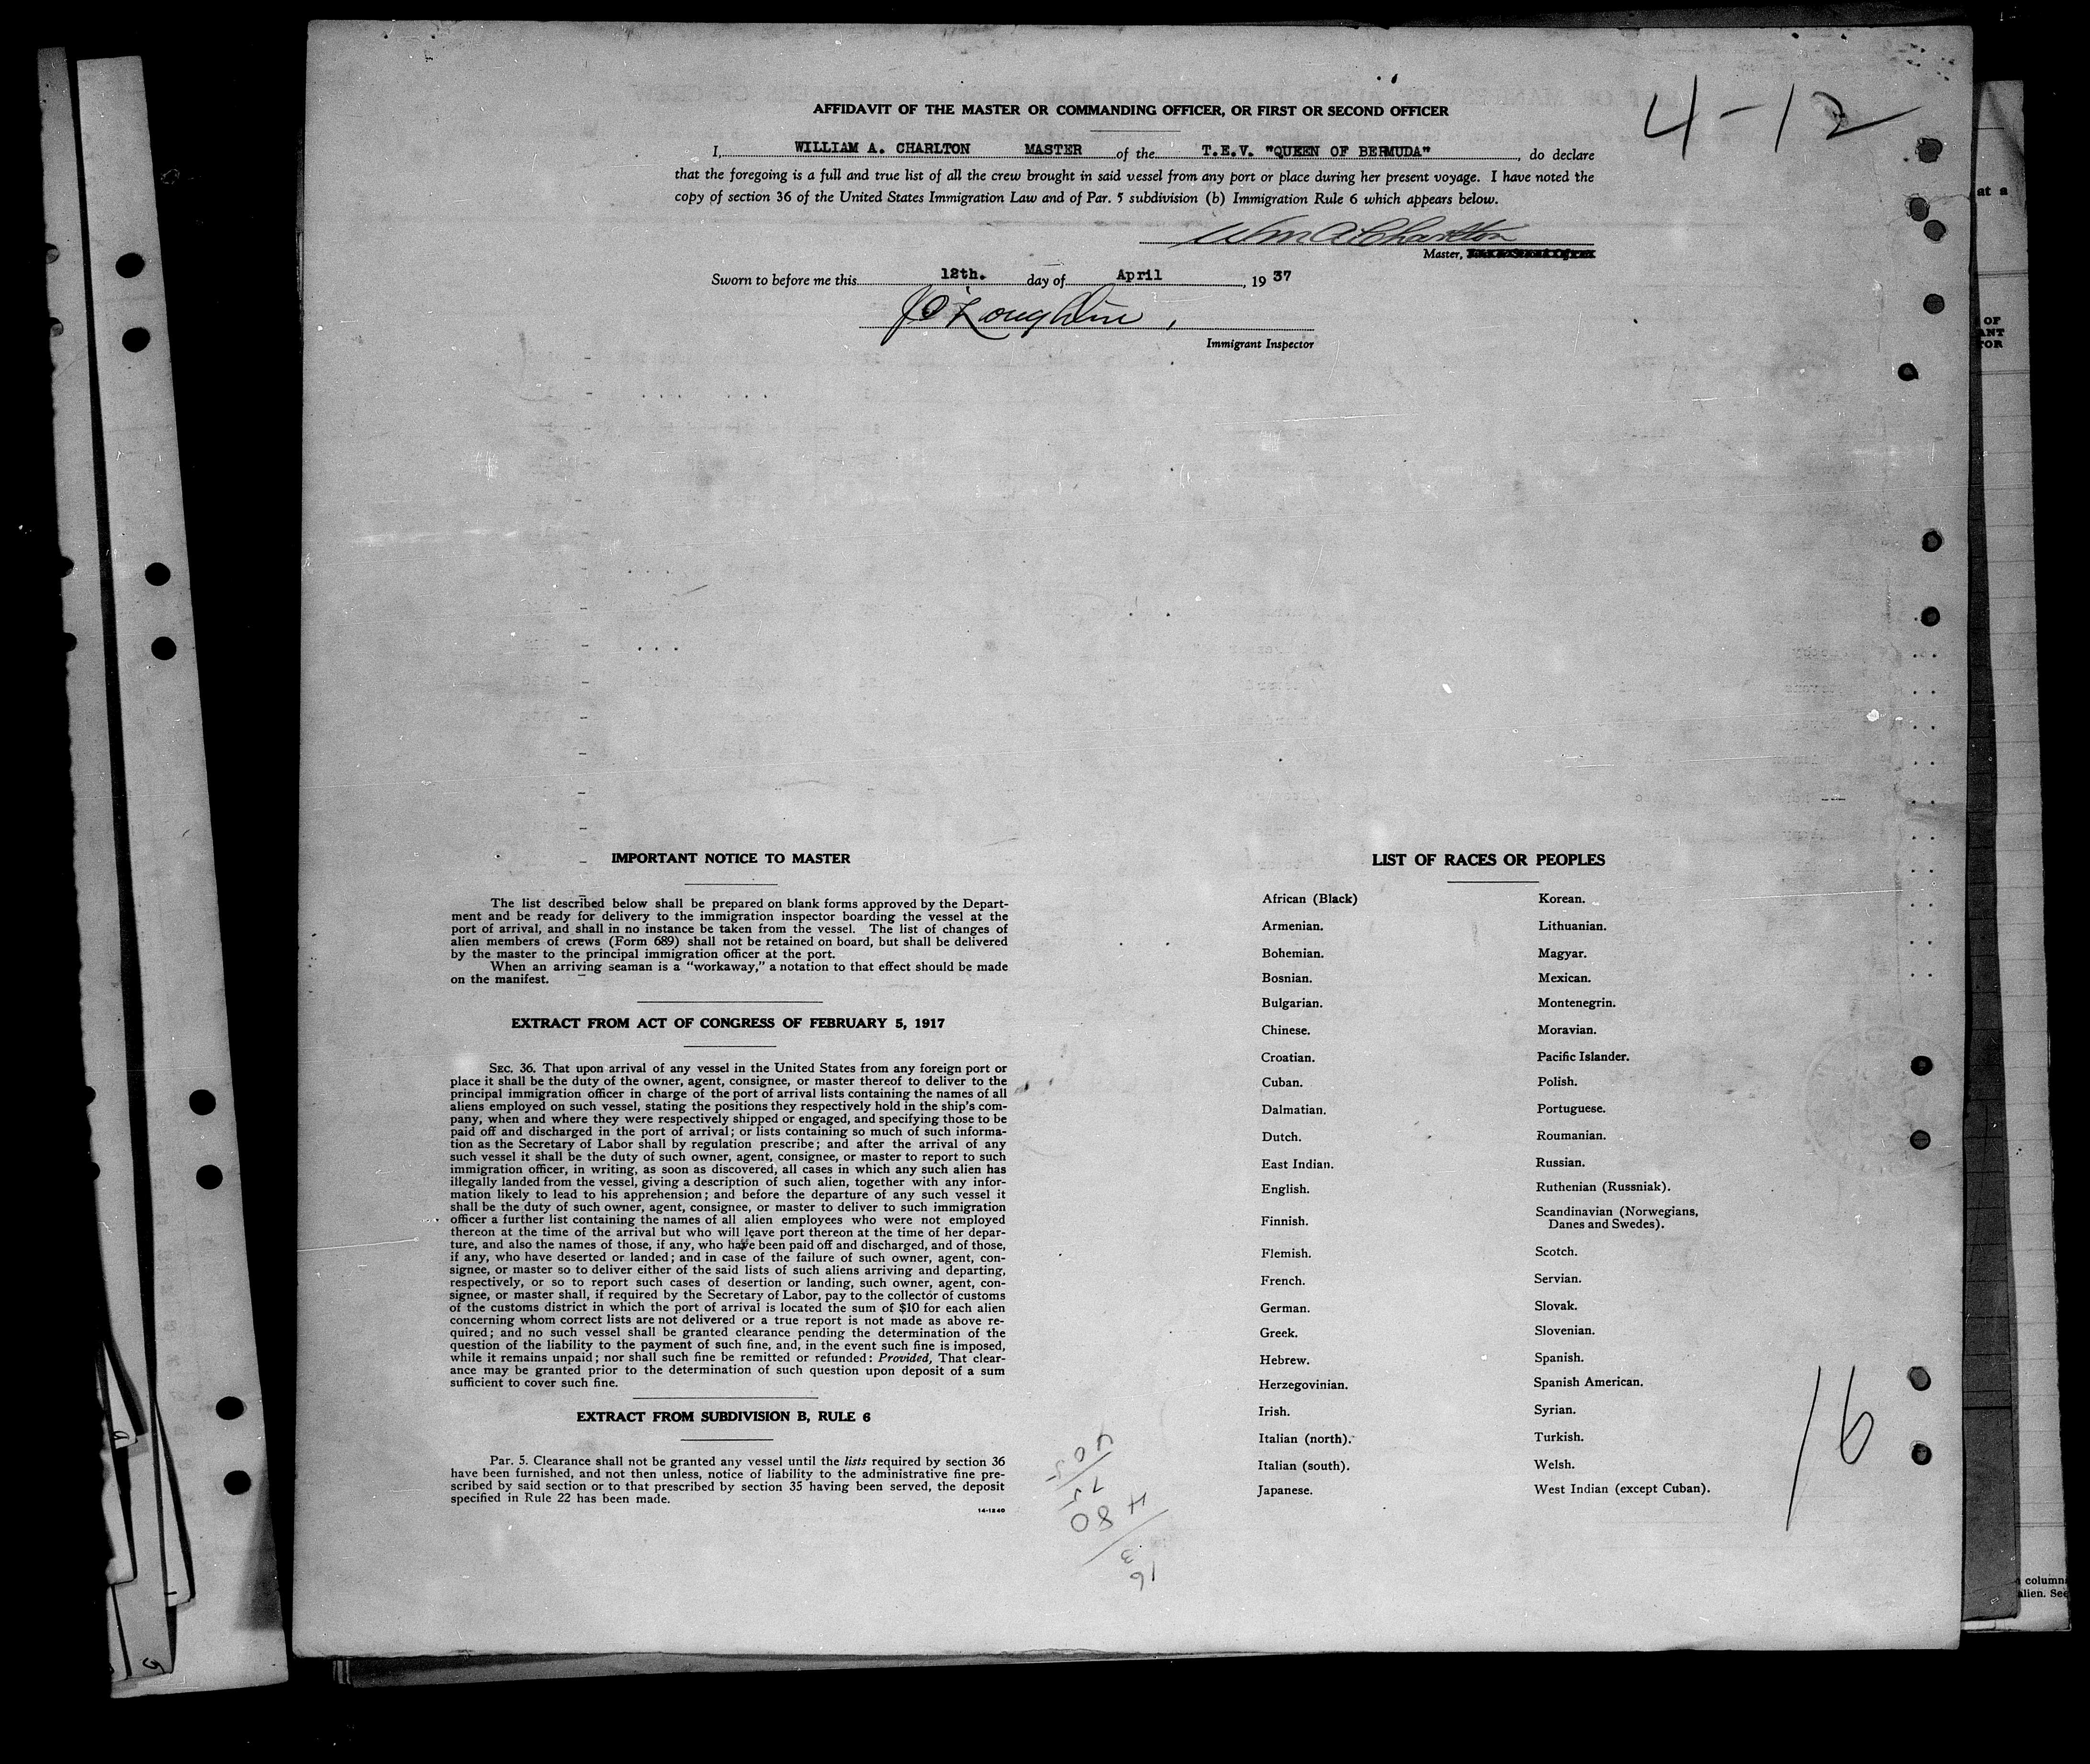 4-12
AFFIDAVIT OF THE MASTER OR COMMANDING OFFICER, OR FIRST OR SECOND OFFICER
I, WILLIAM A. CHARLTON MASTER of the T.E.V. "QUEEN OF BERMUDA", do declare
that the foregoing is a full and true list of all the crew brought in said vessel from any port or place during her present voyage. I have noted the
copy of section 36 of the United States Immigration Law and of Par. 5 subdivision (b) Immigration Rule 6 which appears below.
Wm A Charlton
Master,
Sworn to before me this 12th. day of April, 1937
J O'Loughlin
Immigrant Inspector
IMPORTANT NOTICE TO MASTER
The list described below shall be prepared on blank forms approved by the Depart-
ment and be ready for delivery to the immigration inspector boarding the vessel at the
port of arrival, and shall in no instance be taken from the vessel. The list of changes of
alien members of crews (Form 689) shall not be retained on board, but shall be delivered
by the master to the principal immigration officer at the port.
When an arriving seaman is a "workaway," a notation to that effect should be made
on the manifest.
EXTRACT FROM ACT OF CONGRESS OF FEBRUARY 5, 1917
SEC. 36. That upon arrival of any vessel in the United States from any foreign port or
place it shall be the duty of the owner, agent, consignee, or master thereof to deliver to the
principal immigration officer in charge of the port of arrival lists containing the names of all
aliens employed on such vessel, stating the positions they respectively hold in the ship's com-
pany, when and where they were respectively shipped or engaged, and specifying those to be
paid off and discharged in the port of arrival; or lists containing so much of such informa-
tion as the Secretary of Labor shall by regulation prescribe; and after the arrival of any
such vessel it shall be the duty of such owner, agent, consignee, or master to report to such
immigration officer, in writing, as soon as discovered, all cases in which any such alien has
illegally landed from the vessel, giving a description of such alien, together with any infor-
mation likely to lead to his apprehension; and before the departure of any such vessel it
shall be the duty of such owner, agent, consignee, or master to deliver to such immigration
officer a further list containing the names of all alien employees who were not employed
thereon at the time of the arrival but who will leave port thereon at the time of her depar-
ture, and also the names of those, if any, who have been paid off and discharged, and of those,
if any, who have deserted or landed; and in case of the failure of such owner, agent, con-
signee, or master so to deliver either of the said lists of such aliens arriving and departing,
respectively, or so to report such cases of desertion or landing, such owner, agent, con-
signee, or master shall, if required by the Secretary of Labor, pay to the collector of customs
of the customs district in which the port of arrival is located the sum of $10 for each alien
concerning whom correct lists are not delivered or a true report is not made as above re-
quired; and no such vessel shall be granted clearance pending the determination of the
question of the liability to the payment of such fine, and, in the event such fine is imposed,
while it remains unpaid; nor shall such fine be remitted or refunded: Provided, That clear-
ance may be granted prior to the determination of such question upon deposit of a sum
sufficient to cover such fine.
EXTRACT FROM SUBDIVISION B, RULE 6
Par. 5. Clearance shall not be granted any vessel until the lists required by section 36
have been furnished, and not then unless, notice of liability to the administrative fine pre-
scribed by said section or to that prescribed by section 35 having been served, the deposit
specified in Rule 22 has been made.
14-1240
LIST OF RACES OR PEOPLES
African (Black)
Armenian.
Bohemian.
Bosnian.
Bulgarian.
Chinese.
Croatian.
Cuban.
Dalmatian.
Dutch.
East Indian.
English.
Finnish.
Flemish.
French.
German.
Greek.
Hebrew.
Herzegovinian.
Irish.
Italian (north).
Italian (south).
Japanese.
Korean.
Lithuanian.
Magyar.
Mexican.
Montenegrin.
Moravian.
Pacific Islander.
Polish.
Portuguese.
Roumanian.
Russian.
Ruthenian (Russniak).
Scandinavian (Norwegians,
Danes and Swedes).
Scotch.
Servian.
Slovak.
Slovenian.
Spanish.
Spanish American.
Syrian.
Turkish.
Welsh.
West Indian (except Cuban).
16
at a
OF
ANT
TOR
column
alien. See